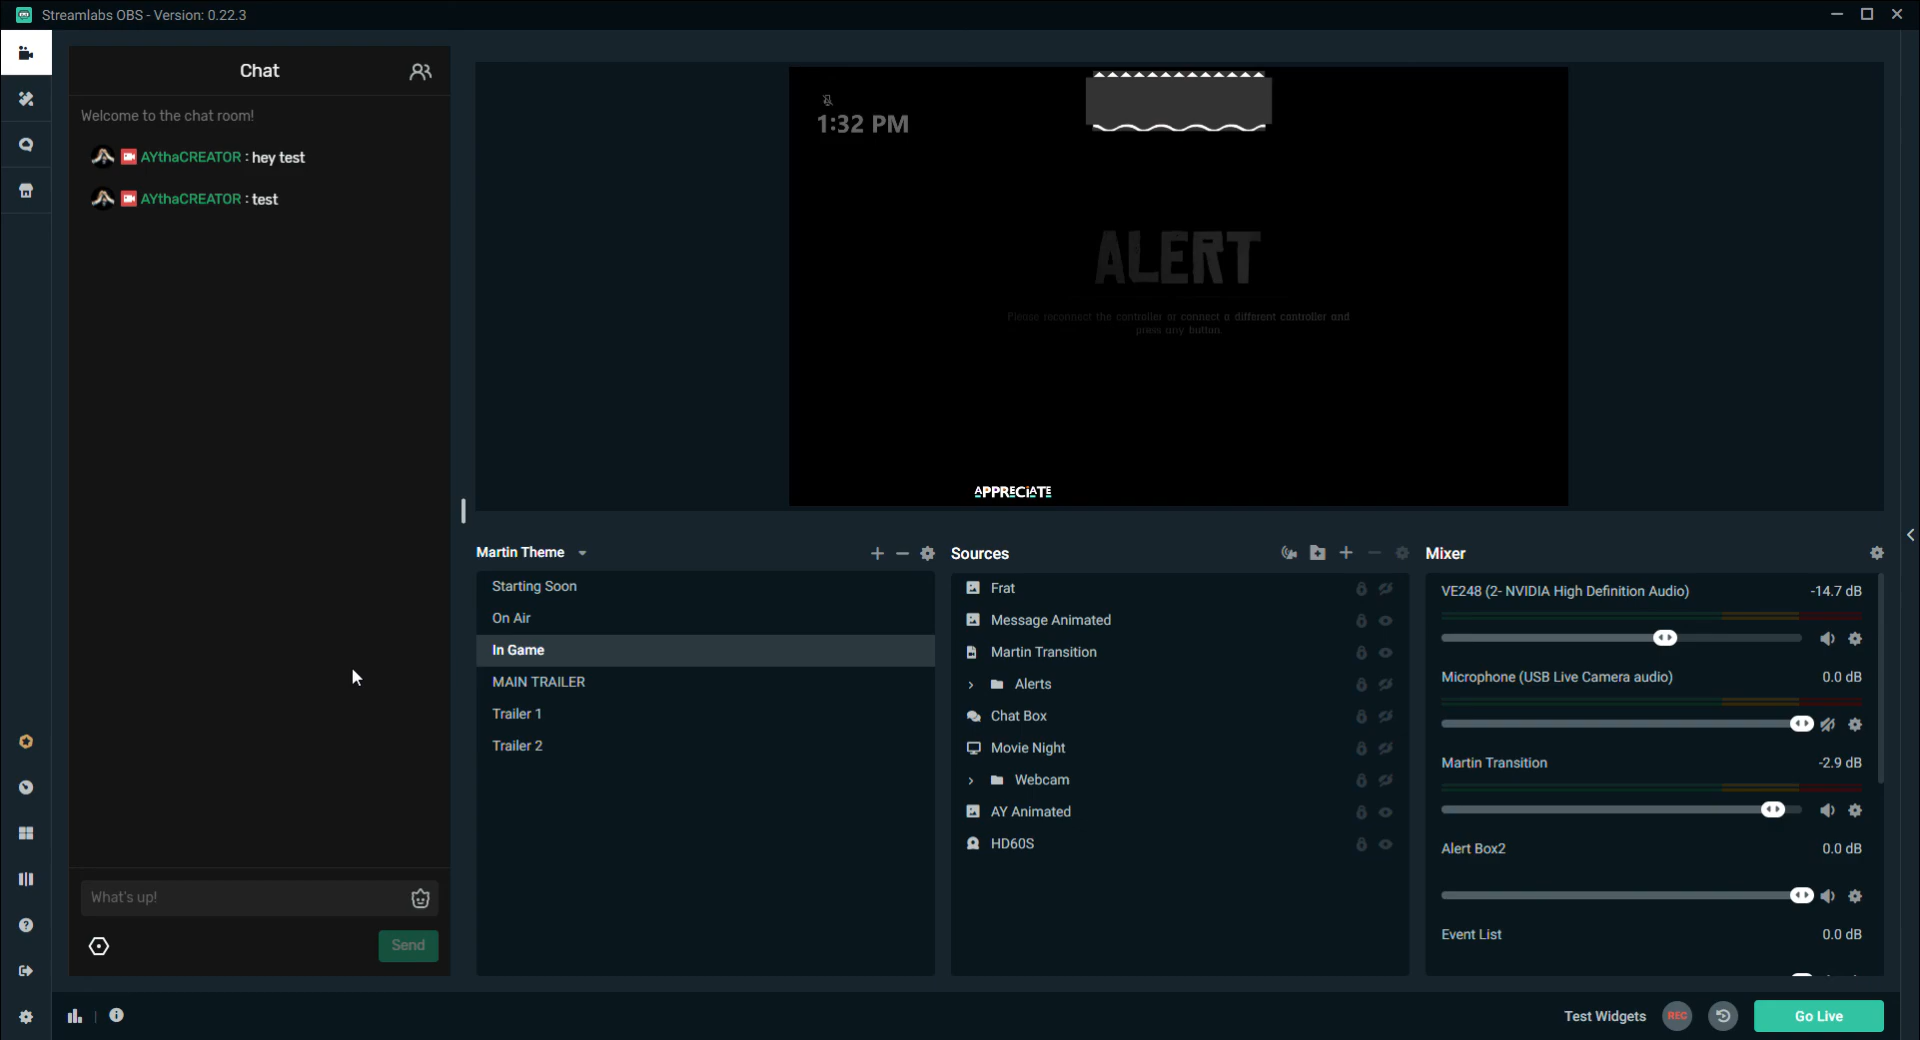 Streamlabs OBS - Version: 0.22.3
Chat
Welcome to the chat room!
AYthaCREATOR : hey test
AYthaCREATOR : test
What's up!
Send
1:32 PM
ALERT
Please reconnect the controller or connect a different controller and
press any button.
APPRECIATE
Martin Theme
Starting Soon
On Air
In Game
MAIN TRAILER
Trailer 1
Trailer 2
Sources
Frat
Message Animated
Martin Transition
Alerts
Chat Box
Movie Night
Webcam
AY Animated
HD60S
Mixer
VE248 (2- NVIDIA High Definition Audio) -14.7 dB
Microphone (USB Live Camera audio) 0.0 dB
Martin Transition -2.9 dB
Alert Box2 0.0 dB
Event List 0.0 dB
Test Widgets REC Go Live